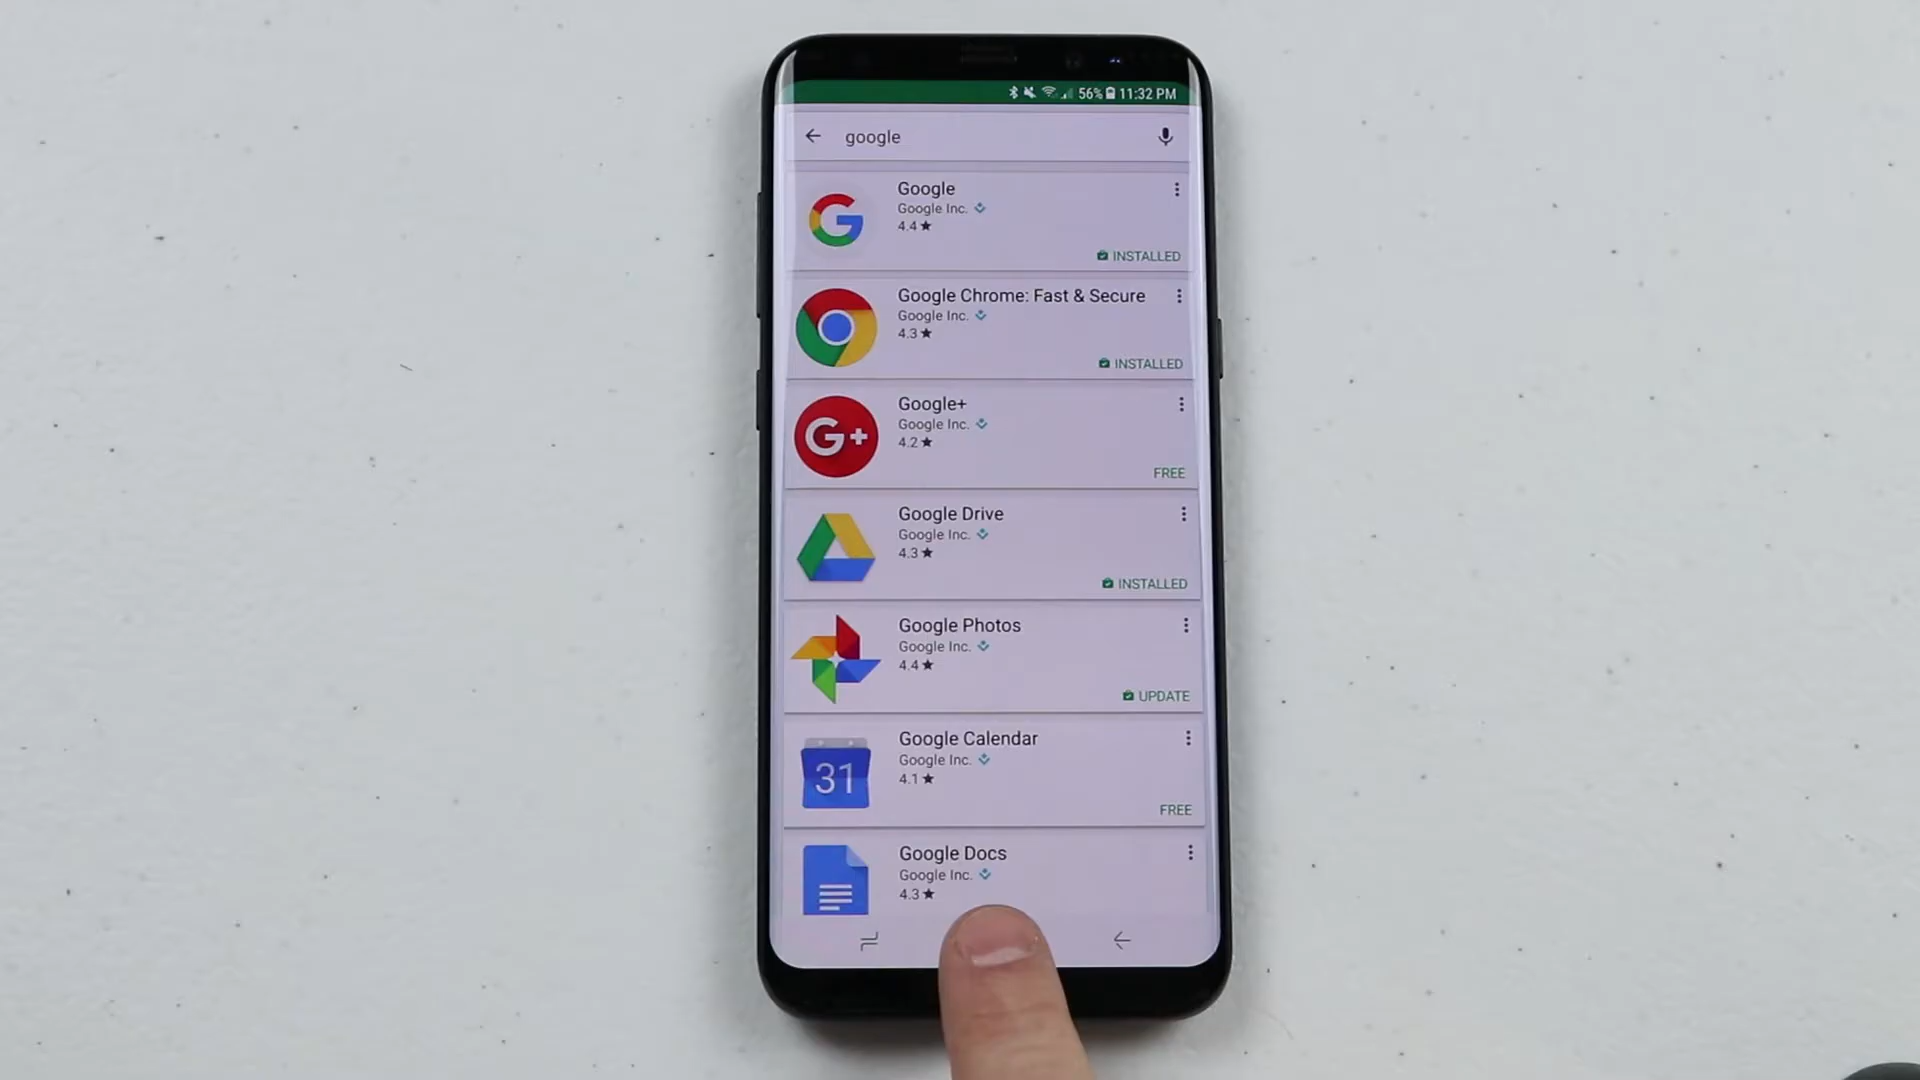 56% 11:32 PM
google
Google
Google Inc.
4.4★
INSTALLED
Google Chrome: Fast & Secure
Google Inc.
4.3★
INSTALLED
G+
Google+
Google Inc.
4.2★
FREE
Google Drive
Google Inc.
4.3★
INSTALLED
Google Photos
Google Inc.
4.4★
UPDATE
31
Google Calendar
Google Inc.
4.1★
FREE
Google Docs
Google Inc.
4.3★